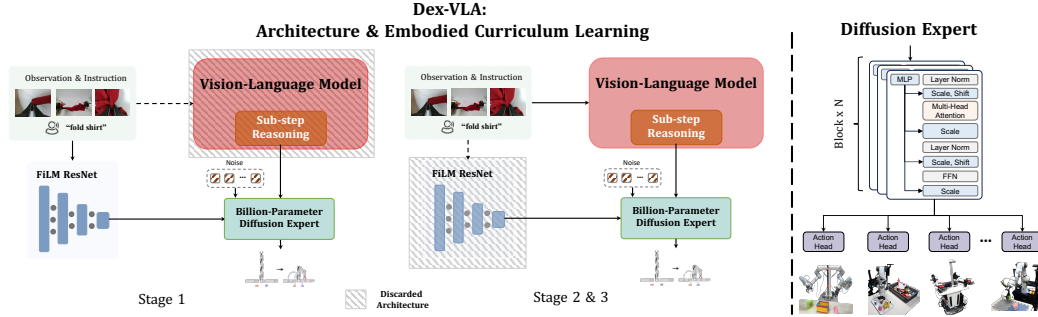 Dex-VLA:
Architecture & Embodied Curriculum Learning
Observation & Instruction
"fold shirt"
FiLM ResNet
Vision-Language Model
Sub-step
Reasoning
Noise
...
Billion-Parameter
Diffusion Expert
Stage 1
Discarded
Architecture
Observation & Instruction
"fold shirt"
FiLM ResNet
Vision-Language Model
Sub-step
Reasoning
Noise
...
Billion-Parameter
Diffusion Expert
Stage 2 & 3
Diffusion Expert
Block x N
MLP
Layer Norm
Scale, Shift
Multi-Head
Attention
Scale
Layer Norm
Scale, Shift
FFN
Scale
Action
Head
Action
Head
Action
Head
...
Action
Head